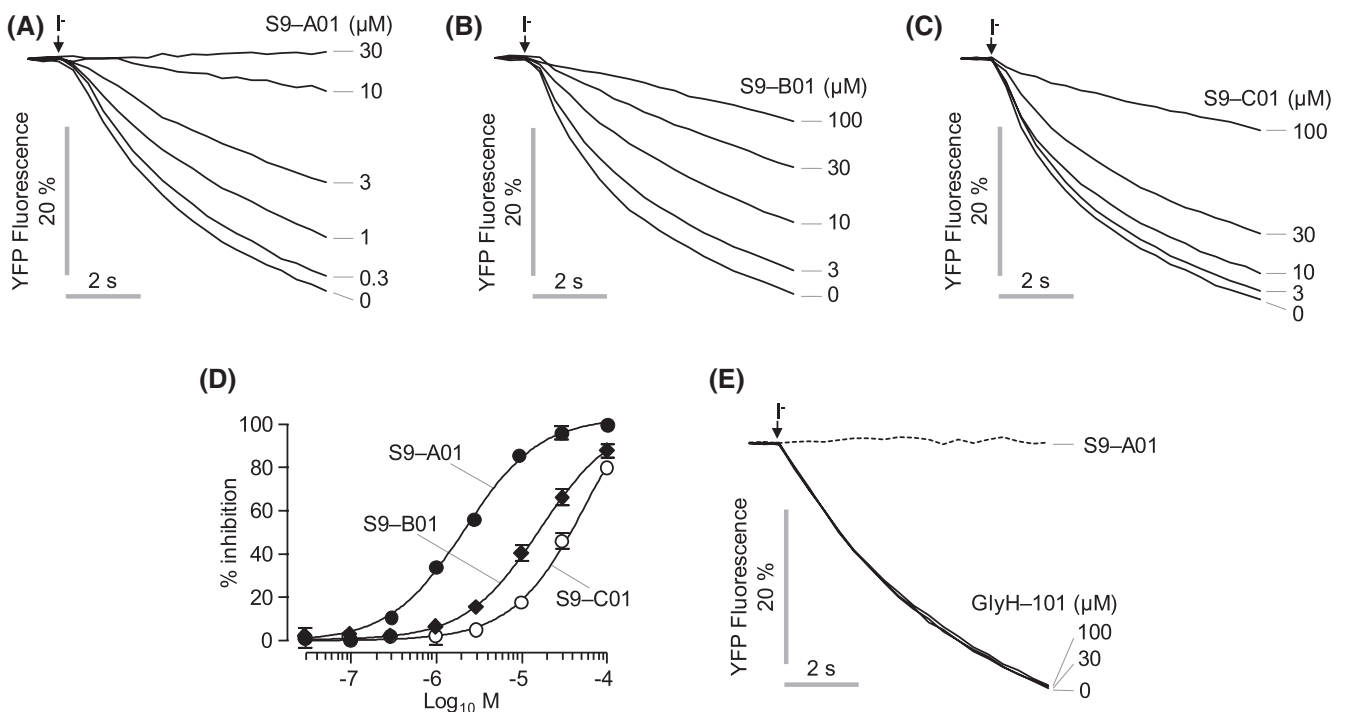 (A)
I-
S9–A01 (µM)
30
10
3
1
0.3
0
YFP Fluorescence
20 %
2 s
(B)
I-
S9–B01 (µM)
100
30
10
3
0
YFP Fluorescence
20 %
2 s
(C)
I-
S9–C01 (µM)
100
30
10
3
0
YFP Fluorescence
20 %
2 s
(D)
% inhibition
100
80
60
40
20
0
S9–A01
S9–B01
S9–C01
-7
-6
-5
-4
Log10 M
(E)
I-
S9–A01
YFP Fluorescence
20 %
2 s
GlyH–101 (µM)
100
30
0